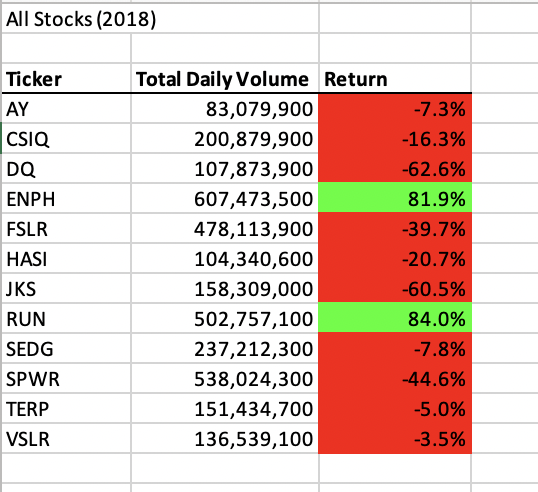 All Stocks (2018)
Ticker Total Daily Volume Return
AY 83,079,900 -7.3%
CSIQ 200,879,900 -16.3%
DQ 107,873,900 -62.6%
ENPH 607,473,500 81.9%
FSLR 478,113,900 -39.7%
HASI 104,340,600 -20.7%
JKS 158,309,000 -60.5%
RUN 502,757,100 84.0%
SEDG 237,212,300 -7.8%
SPWR 538,024,300 -44.6%
TERP 151,434,700 -5.0%
VSLR 136,539,100 -3.5%